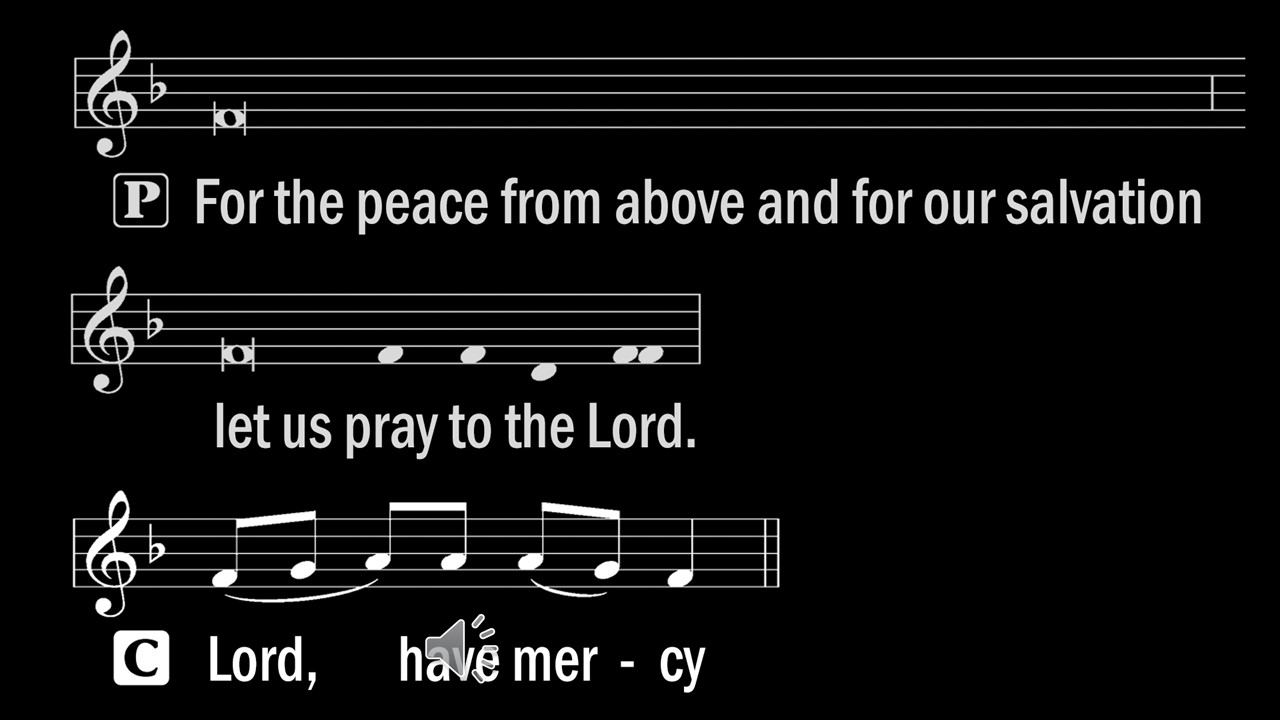 P For the peace from above and for our salvation
let us pray to the Lord.
C Lord, have mer - cy